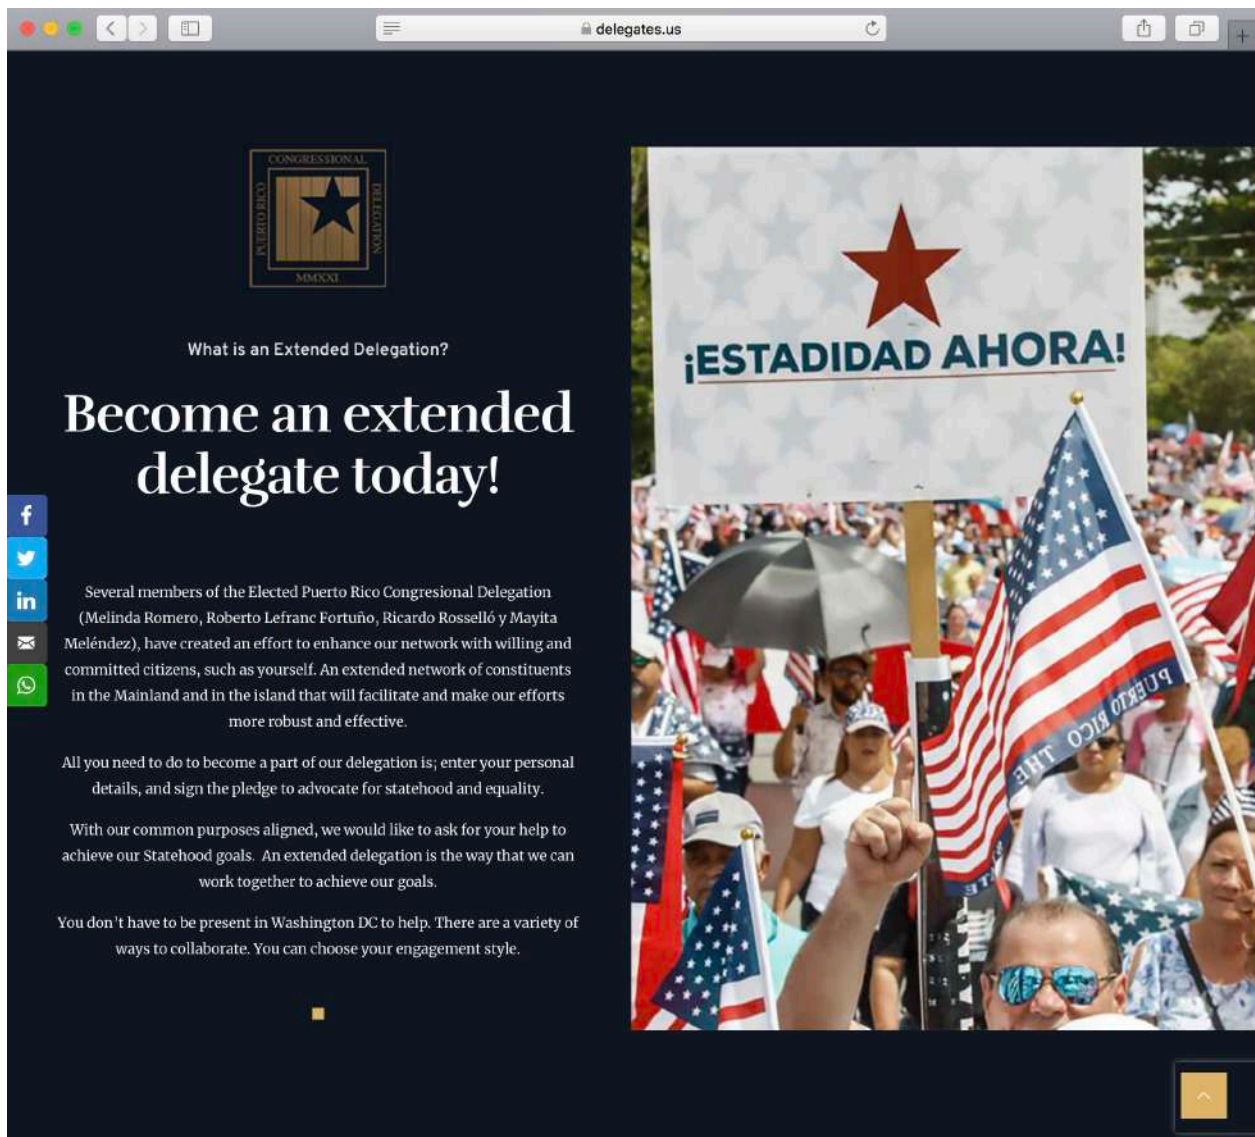 delegates.us
CONGRESSIONAL
PUERTO RICO
DELEGATION
MMXXI
What is an Extended Delegation?
Become an extended
delegate today!
Several members of the Elected Puerto Rico Congresional Delegation
(Melinda Romero, Roberto Lefranc Fortuño, Ricardo Rosselló y Mayita
Meléndez), have created an effort to enhance our network with willing and
committed citizens, such as yourself. An extended network of constituents
in the Mainland and in the island that will facilitate and make our efforts
more robust and effective.
All you need to do to become a part of our delegation is; enter your personal
details, and sign the pledge to advocate for statehood and equality.
With our common purposes aligned, we would like to ask for your help to
achieve our Statehood goals.  An extended delegation is the way that we can
work together to achieve our goals.
You don't have to be present in Washington DC to help. There are a variety of
ways to collaborate. You can choose your engagement style.
¡ESTADIDAD AHORA!
PUERTO RICO THE
f
in